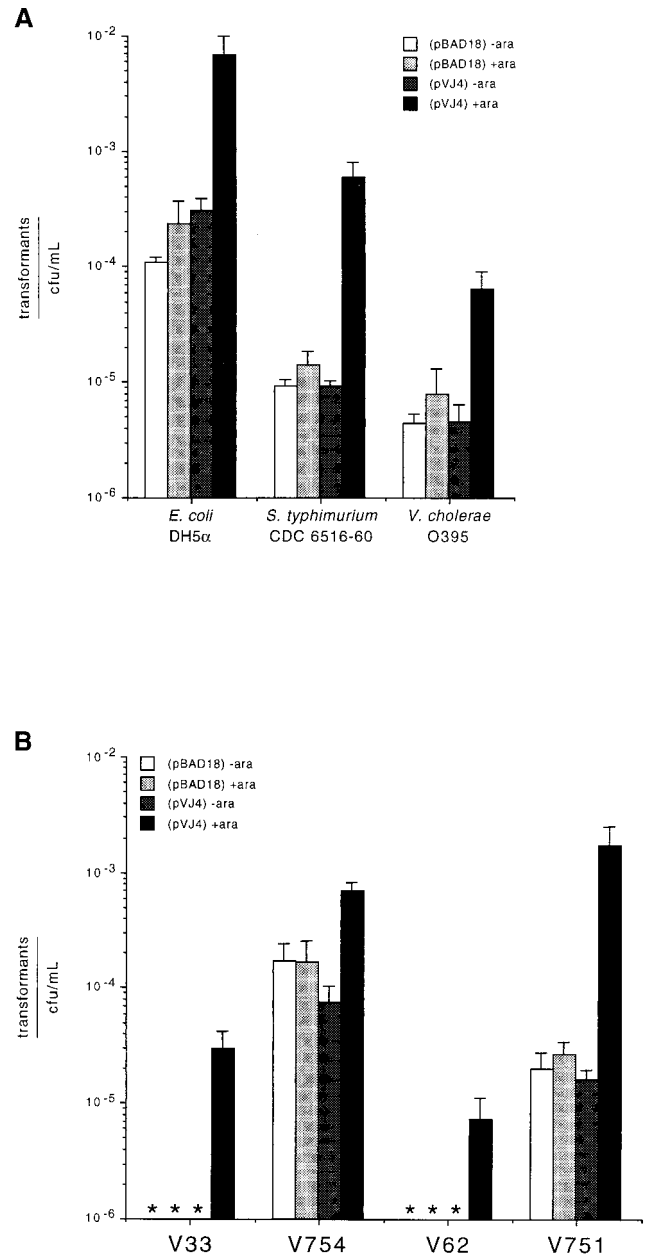 A
10-2
10-3
10-4
10-5
10-6
transformants
cfu/mL
(pBAD18) -ara
(pBAD18) +ara
(pVJ4) -ara
(pVJ4) +ara
E. coli
DH5α
S. typhimurium
CDC 6516-60
V. cholerae
O395
B
10-2
10-3
10-4
10-5
10-6
transformants
cfu/mL
(pBAD18) -ara
(pBAD18) +ara
(pVJ4) -ara
(pVJ4) +ara
* * *
* * *
V33
V754
V62
V751